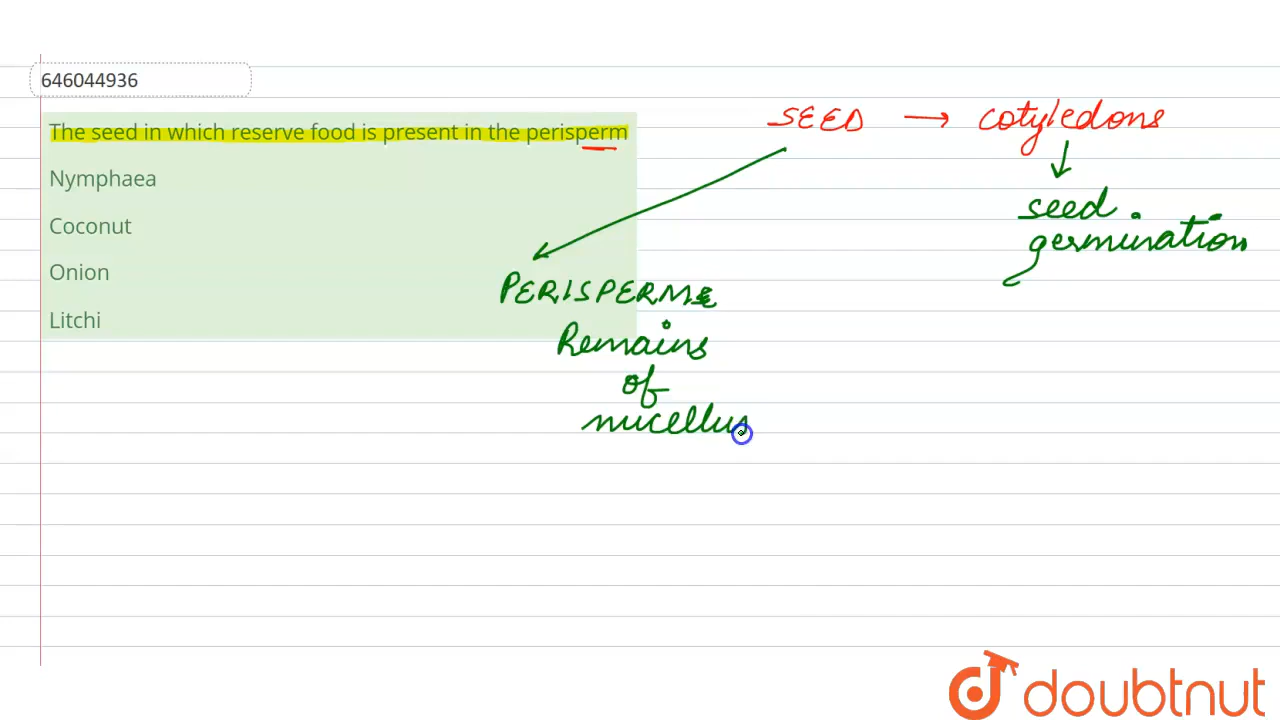 646044936
The seed in which reserve food is present in the perisperm
Nymphaea
Coconut
Onion
Litchi
SEED → cotyledons
seed
germination
PERISPERME
Remains
of
nucellus
doubtnut